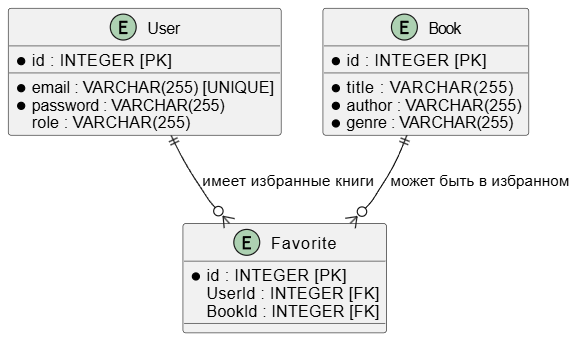 E User
id : INTEGER [PK]
email : VARCHAR(255) [UNIQUE]
password : VARCHAR(255)
role : VARCHAR(255)
E Book
id : INTEGER [PK]
title : VARCHAR(255)
author : VARCHAR(255)
genre : VARCHAR(255)
имеет избранные книги
может быть в избранном
E Favorite
id : INTEGER [PK]
UserId : INTEGER [FK]
BookId : INTEGER [FK]